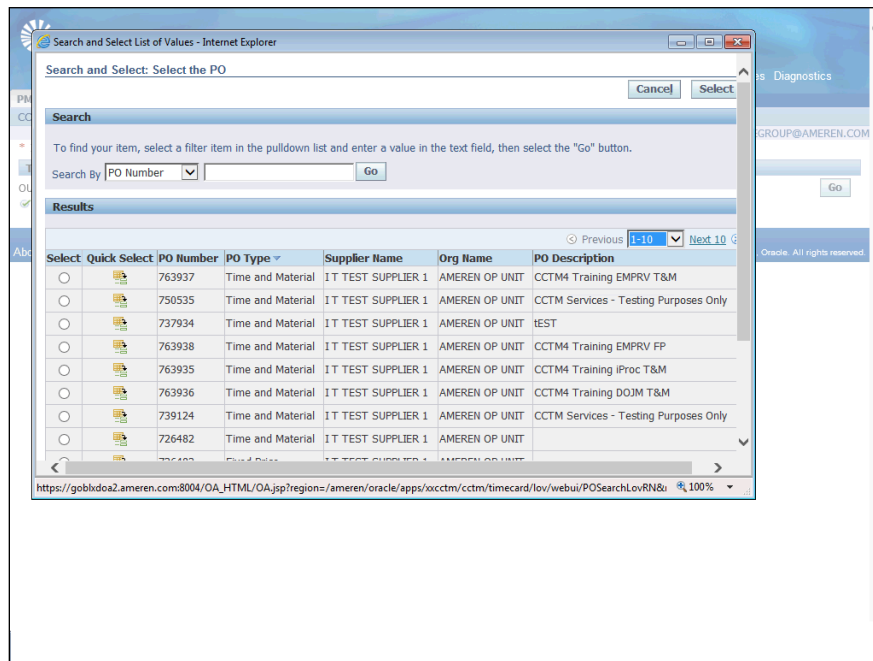 Search and Select List of Values - Internet Explorer
Search and Select: Select the PO
Cancel Select
es Diagnostics
PM
CO
Search
GROUP@AMEREN.COM
To find your item, select a filter item in the pulldown list and enter a value in the text field, then select the "Go" button.
Search By PO Number Go
OU
Go
Results
Previous 1-10 Next 10
Abo
, Oracle. All rights reserved.
Select Quick Select PO Number PO Type Supplier Name Org Name PO Description
763937 Time and Material I T TEST SUPPLIER 1 AMEREN OP UNIT CCTM4 Training EMPRV T&M
750535 Time and Material I T TEST SUPPLIER 1 AMEREN OP UNIT CCTM Services - Testing Purposes Only
737934 Time and Material I T TEST SUPPLIER 1 AMEREN OP UNIT tEST
763938 Time and Material I T TEST SUPPLIER 1 AMEREN OP UNIT CCTM4 Training EMPRV FP
763935 Time and Material I T TEST SUPPLIER 1 AMEREN OP UNIT CCTM4 Training iProc T&M
763936 Time and Material I T TEST SUPPLIER 1 AMEREN OP UNIT CCTM4 Training DOJM T&M
739124 Time and Material I T TEST SUPPLIER 1 AMEREN OP UNIT CCTM Services - Testing Purposes Only
726482 Time and Material I T TEST SUPPLIER 1 AMEREN OP UNIT
https://goblxdoa2.ameren.com:8004/OA_HTML/OA.jsp?region=/ameren/oracle/apps/xxcctm/cctm/timecard/lov/webui/POSearchLovRN&u 100%